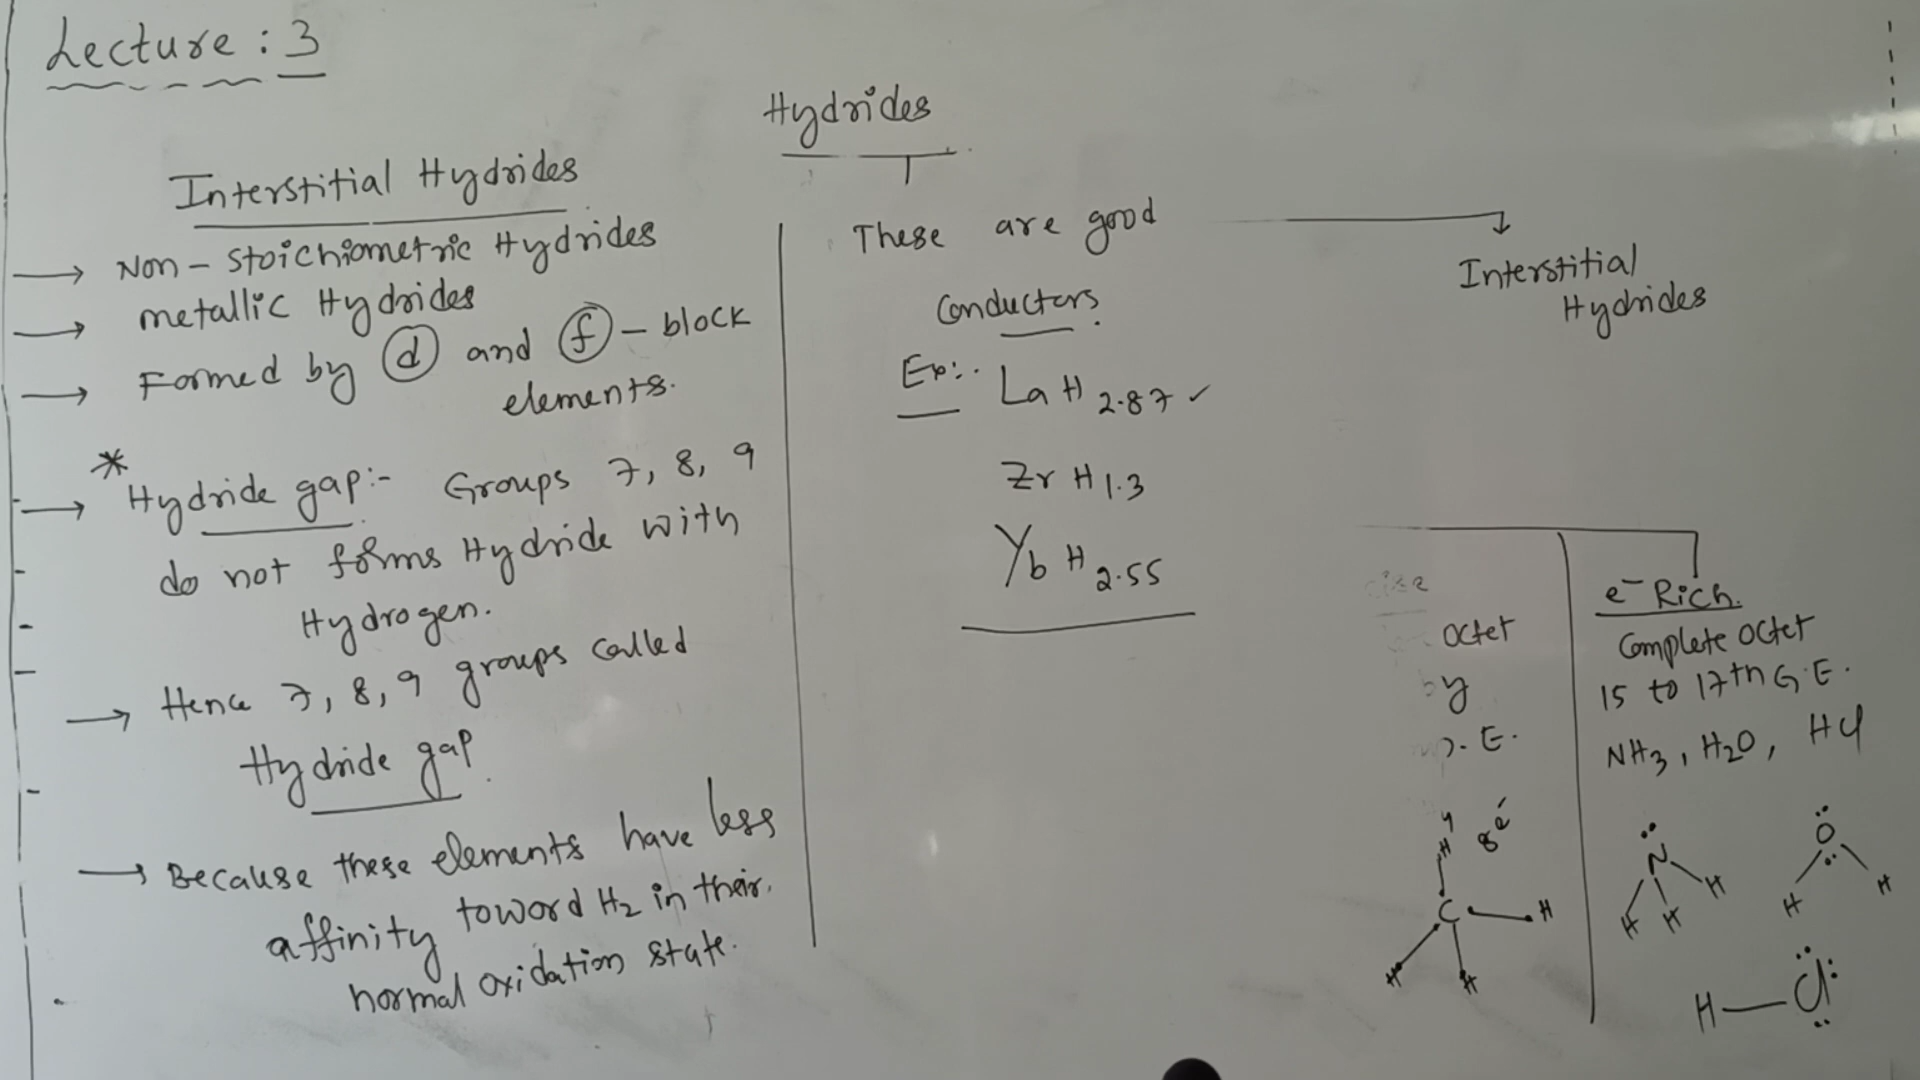 Lecture : 3
Hydrides
Interstitial Hydrides
→ Non - Stoichiometric Hydrides
→ metallic Hydrides
→ Formed by d and f - block
elements.
* → Hydride gap :- Groups 7, 8, 9
do not forms Hydride with
Hydrogen.
→ Hence 7, 8, 9 groups called
Hydride gap.
→ Because these elements have less
affinity toword H2 in their
normal oxidation state.
These are good
Conductors.
Ex:. LaH2.87 ✓
ZrH1.3
YbH2.55
Interstitial
Hydrides
Octet
by
E.
4
H 8e-
C H
H H
e- Rich.
Complete Octet
15 to 17th G.E.
NH3, H2O, HCl
N
H H H
O
H H
H — Cl